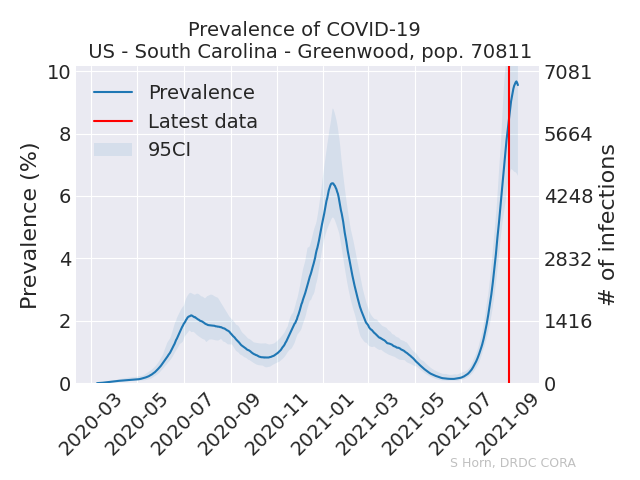 Prevalence of COVID-19
US - South Carolina - Greenwood, pop. 70811
Prevalence
Latest data
95CI
Prevalence (%)
10
8
6
4
2
0
7081
5664
4248
2832
1416
0
# of infections
2020-03
2020-05
2020-07
2020-09
2020-11
2021-01
2021-03
2021-05
2021-07
2021-09
S Horn, DRDC CORA